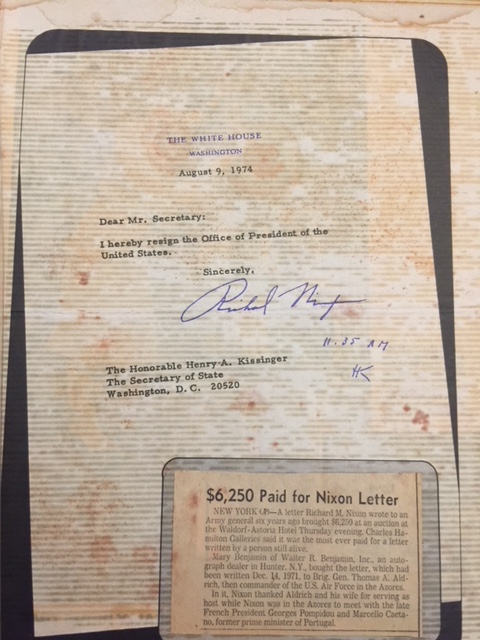 THE WHITE HOUSE
WASHINGTON
August 9, 1974
Dear Mr. Secretary:
I hereby resign the Office of President of the
United States.
Sincerely,
Richard Nixon
11.35 AM
HK
The Honorable Henry A. Kissinger
The Secretary of State
Washington, D.C. 20520
$6,250 Paid for Nixon Letter
NEW YORK (AP)—A letter Richard M. Nixon wrote to an
Army general six years ago brought $6,250 at an auction at
the Waldorf-Astoria Hotel Thursday evening. Charles Ha-
milton Galleries said it was the most ever paid for a letter
written by a person still alive.
Mary Benjamin of Walter R. Benjamin, Inc., an auto-
graph dealer in Hunter, N.Y., bought the letter, which had
been written Dec. 14, 1971, to Brig. Gen. Thomas A. Ald-
rich, then commander of the U.S. Air Force in the Azores.
In it, Nixon thanked Aldrich and his wife for serving as
host while Nixon was in the Azores to meet with the late
French President Georges Pompidou and Marcello Caeta-
no, former prime minister of Portugal.